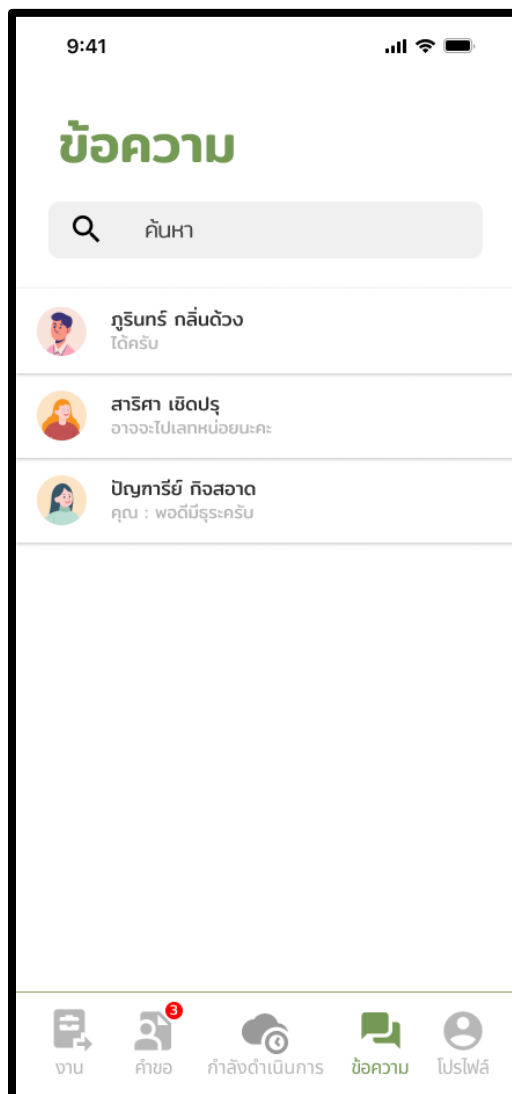 9:41
ข้อความ
ค้นหา
ภูรินทร์ กลิ่นด้วง
ได้ครับ
สาริศา เชิดปรุ
อาจจะไปเลทหน่อยนะคะ
ปัญฑารีย์ กิจสอาด
คุณ : พอดีมีธุระครับ
3
งาน คำขอ กำลังดำเนินการ ข้อความ โปรไฟล์